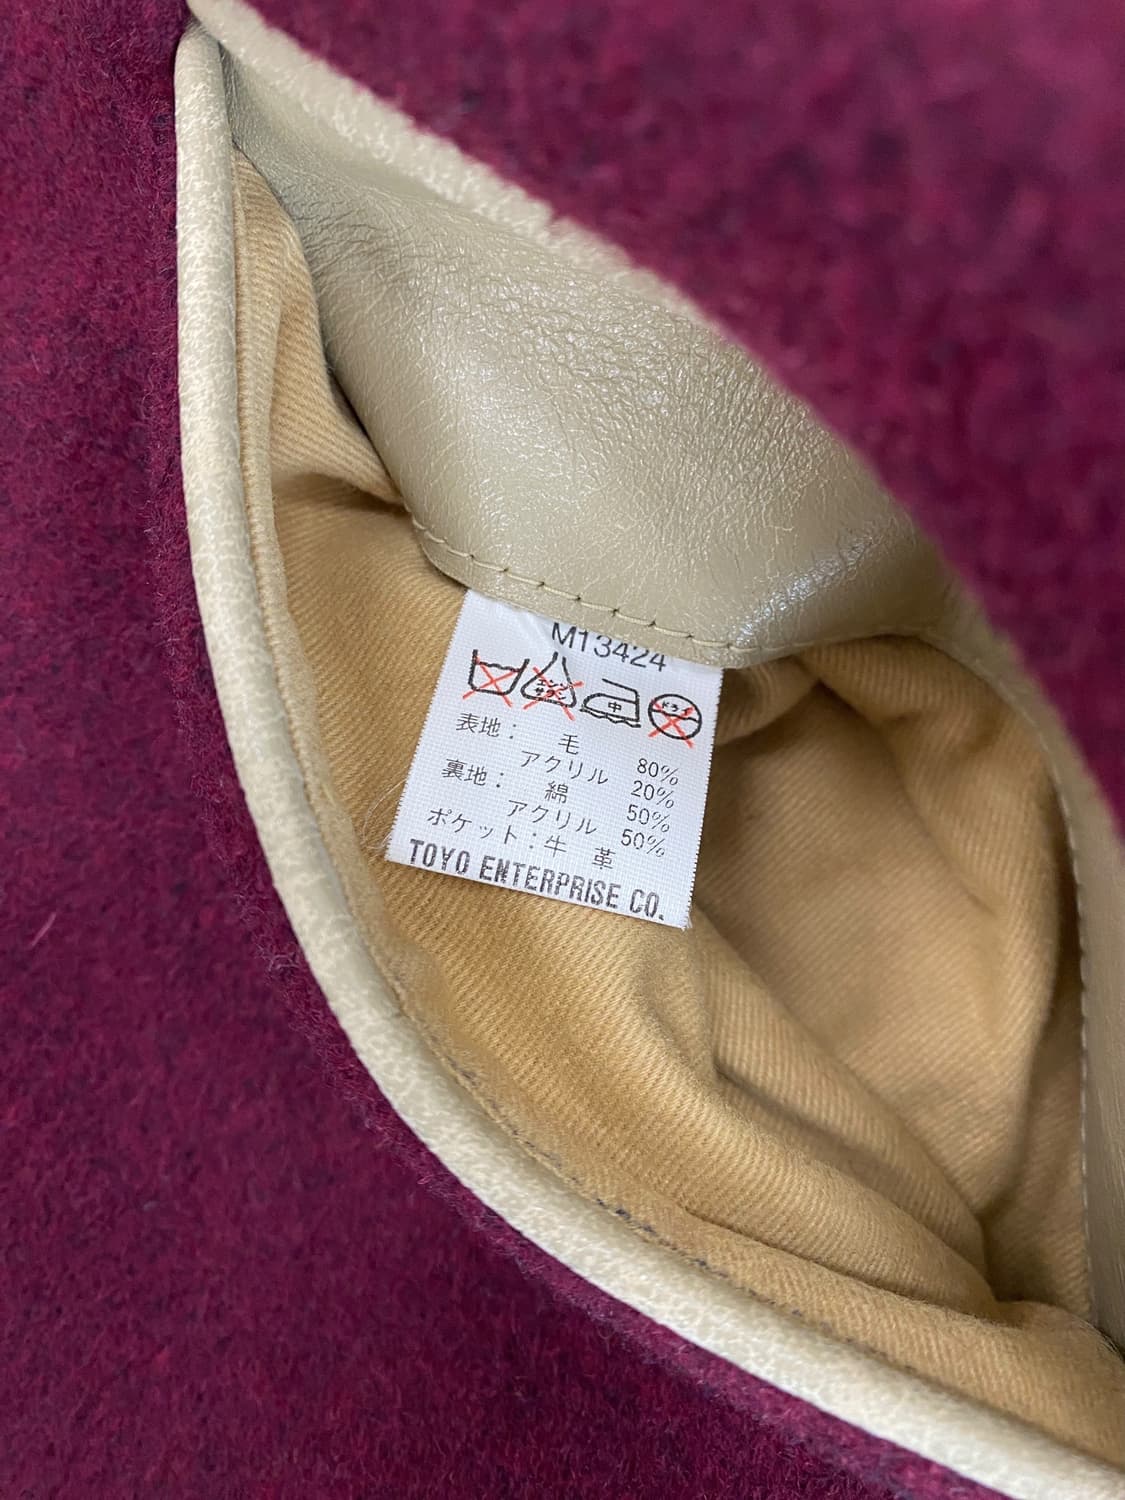 M13424
エンソ サラシ 中 ドライ
表地： 毛 80%
アクリル 20%
裏地： 綿 50%
アクリル 50%
ポケット：牛 革
TOYO ENTERPRISE CO.